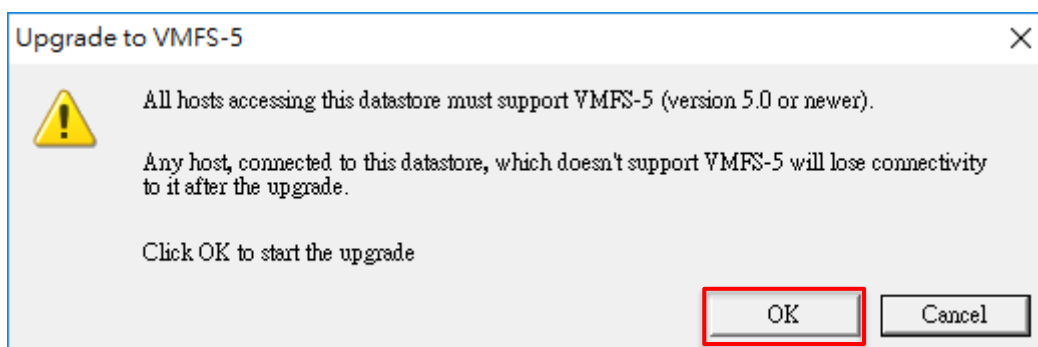 Upgrade to VMFS-5
All hosts accessing this datastore must support VMFS-5 (version 5.0 or newer).
Any host, connected to this datastore, which doesn't support VMFS-5 will lose connectivity
to it after the upgrade.
Click OK to start the upgrade
OK Cancel